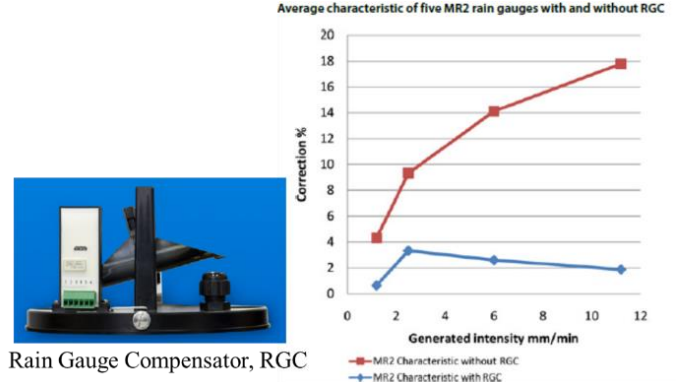 Average characteristic of five MR2 rain gauges with and without RGC
Correction %
20
18
16
14
12
10
8
6
4
2
0
0 2 4 6 8 10 12
Generated intensity mm/min
MR2 Characteristic without RGC
MR2 Characteristic with RGC
Rain Gauge Compensator, RGC